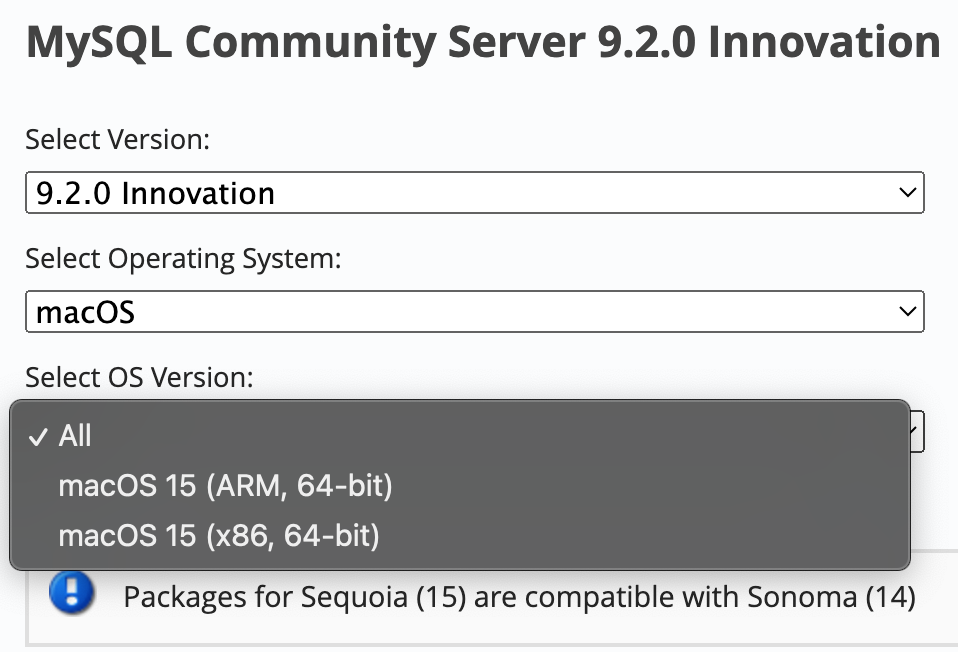 MySQL Community Server 9.2.0 Innovation
Select Version:
9.2.0 Innovation
Select Operating System:
macOS
Select OS Version:
All
macOS 15 (ARM, 64-bit)
macOS 15 (x86, 64-bit)
Packages for Sequoia (15) are compatible with Sonoma (14)